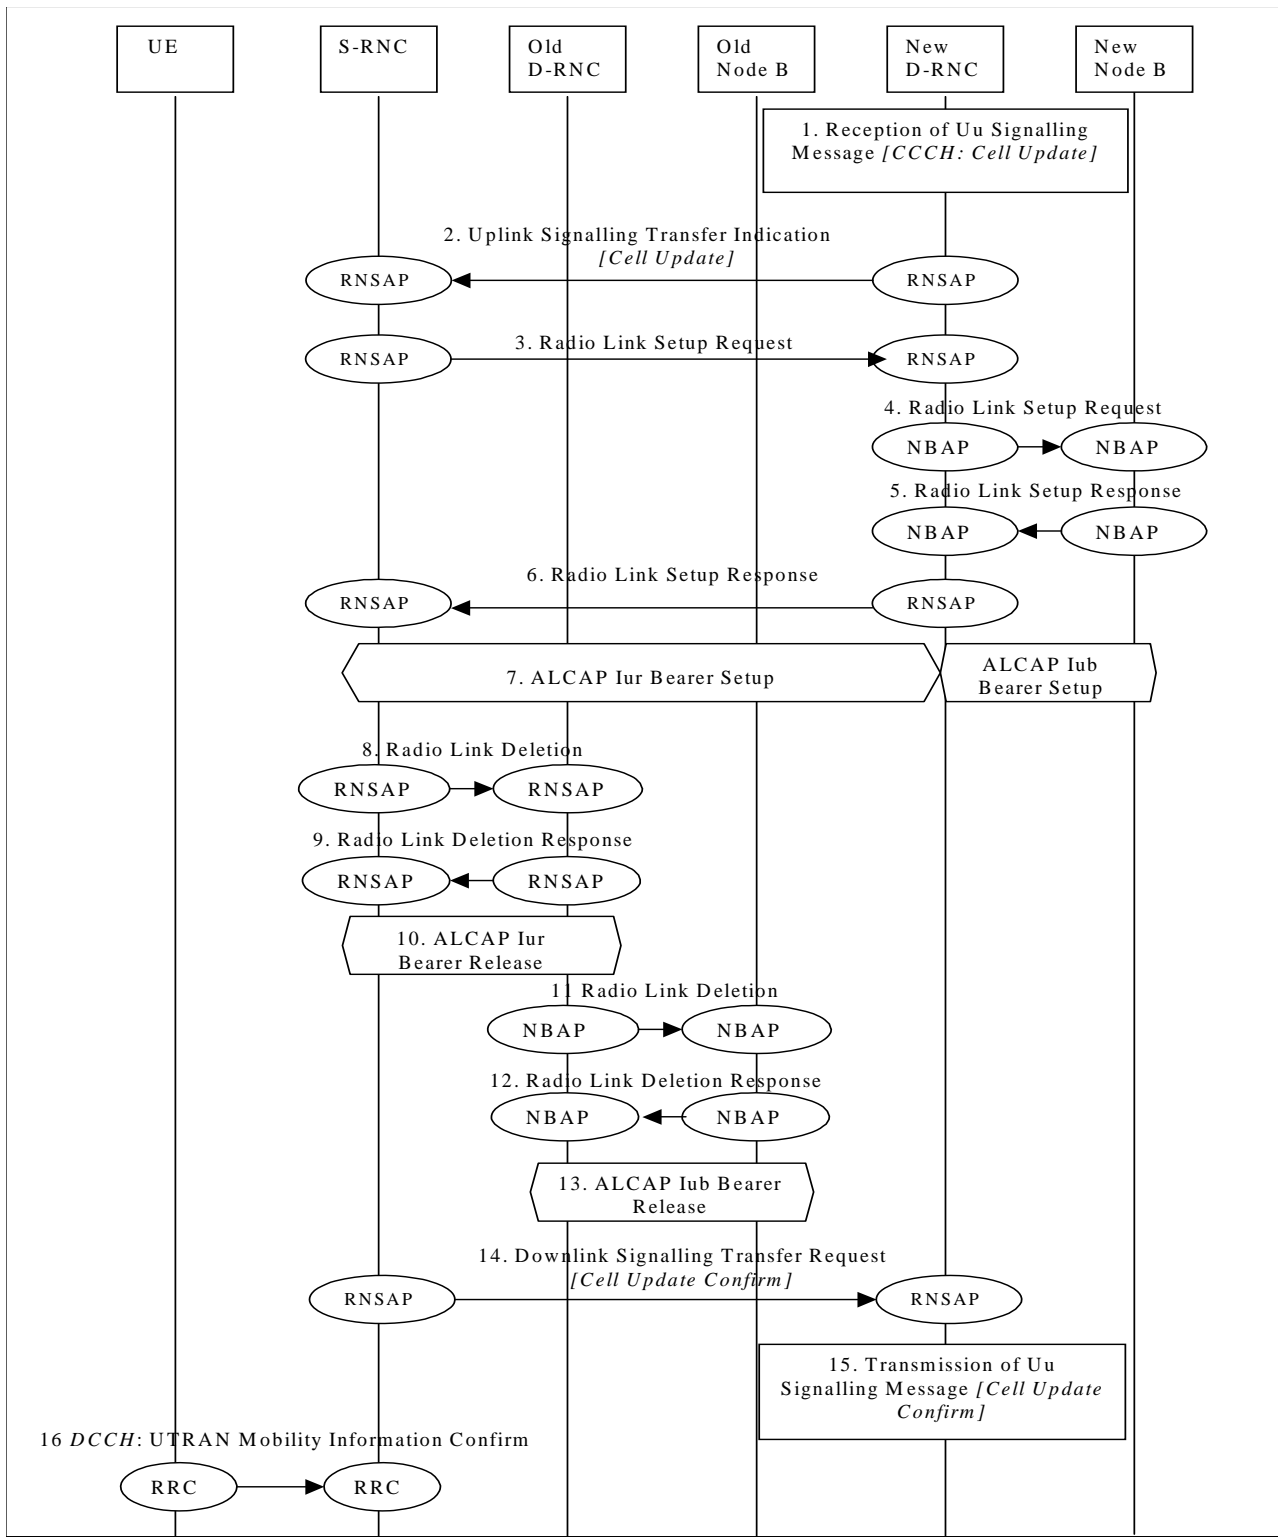 UE
S-RNC
Old
D-RNC
Old
Node B
New
D-RNC
New
Node B
1. Reception of Uu Signalling
Message [CCCH: Cell Update]
2. Uplink Signalling Transfer Indication
[Cell Update]
RNSAP
RNSAP
3. Radio Link Setup Request
RNSAP
RNSAP
4. Radio Link Setup Request
NBAP
NBAP
5. Radio Link Setup Response
NBAP
NBAP
6. Radio Link Setup Response
RNSAP
RNSAP
7. ALCAP Iur Bearer Setup
ALCAP Iub
Bearer Setup
8. Radio Link Deletion
RNSAP
RNSAP
9. Radio Link Deletion Response
RNSAP
RNSAP
10. ALCAP Iur
Bearer Release
11 Radio Link Deletion
NBAP
NBAP
12. Radio Link Deletion Response
NBAP
NBAP
13. ALCAP Iub Bearer
Release
14. Downlink Signalling Transfer Request
[Cell Update Confirm]
RNSAP
RNSAP
15. Transmission of Uu
Signalling Message [Cell Update
Confirm]
16 DCCH: UTRAN Mobility Information Confirm
RRC
RRC